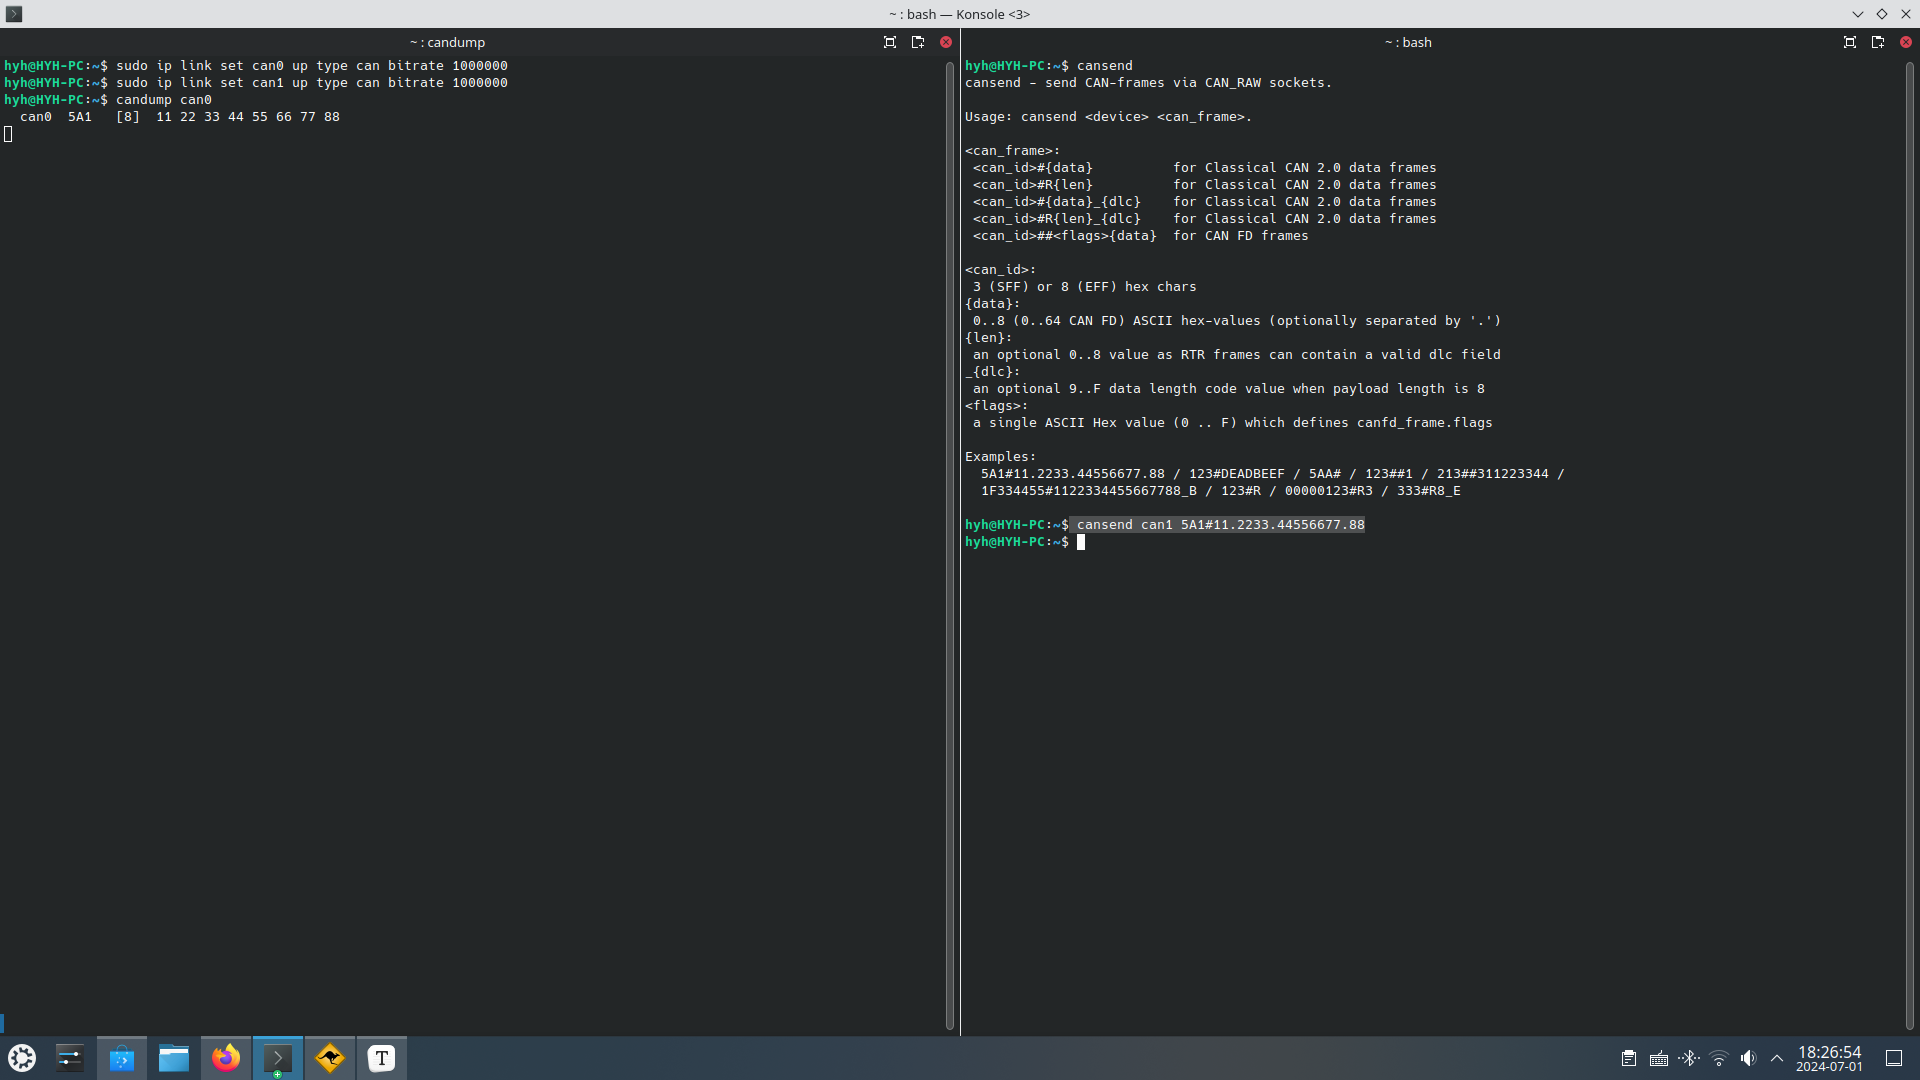 ~ : bash — Konsole <3>
~ : candump
hyh@HYH-PC:~$ sudo ip link set can0 up type can bitrate 1000000
hyh@HYH-PC:~$ sudo ip link set can1 up type can bitrate 1000000
hyh@HYH-PC:~$ candump can0
  can0  5A1   [8]  11 22 33 44 55 66 77 88
~ : bash
hyh@HYH-PC:~$ cansend
cansend - send CAN-frames via CAN_RAW sockets.
Usage: cansend <device> <can_frame>.
<can_frame>:
 <can_id>#{data}          for Classical CAN 2.0 data frames
 <can_id>#R{len}          for Classical CAN 2.0 data frames
 <can_id>#{data}_{dlc}    for Classical CAN 2.0 data frames
 <can_id>#R{len}_{dlc}    for Classical CAN 2.0 data frames
 <can_id>##<flags>{data}  for CAN FD frames
<can_id>:
 3 (SFF) or 8 (EFF) hex chars
{data}:
 0..8 (0..64 CAN FD) ASCII hex-values (optionally separated by '.')
{len}:
 an optional 0..8 value as RTR frames can contain a valid dlc field
_{dlc}:
 an optional 9..F data length code value when payload length is 8
<flags>:
 a single ASCII Hex value (0 .. F) which defines canfd_frame.flags
Examples:
  5A1#11.2233.44556677.88 / 123#DEADBEEF / 5AA# / 123##1 / 213##311223344 /
  1F334455#1122334455667788_B / 123#R / 00000123#R3 / 333#R8_E
hyh@HYH-PC:~$ cansend can1 5A1#11.2233.44556677.88
hyh@HYH-PC:~$
T
18:26:54
2024-07-01